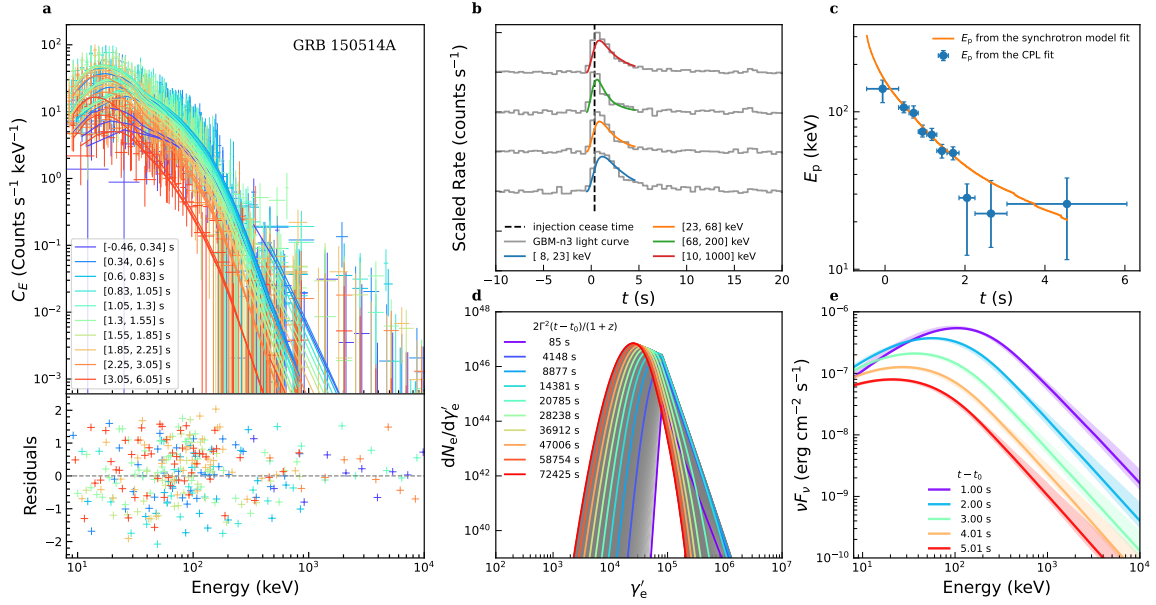 a
GRB 150514A
C_E (Counts s⁻¹ keV⁻¹)
10²
10¹
10⁰
10⁻¹
10⁻²
10⁻³
[-0.46, 0.34] s
[0.34, 0.6] s
[0.6, 0.83] s
[0.83, 1.05] s
[1.05, 1.3] s
[1.3, 1.55] s
[1.55, 1.85] s
[1.85, 2.25] s
[2.25, 3.05] s
[3.05, 6.05] s
Residuals
2
1
0
−1
−2
10¹ 10² 10³ 10⁴
Energy (keV)
b
Scaled Rate (counts s⁻¹)
injection cease time
GBM-n3 light curve
[ 8, 23] keV
[23, 68] keV
[68, 200] keV
[10, 1000] keV
−10 −5 0 5 10 15 20
t (s)
c
E_p from the synchrotron model fit
E_p from the CPL fit
E_p (keV)
10²
10¹
0 2 4 6
t (s)
d
2Γ²(t−t₀)/(1+z)
85 s
4148 s
8877 s
14381 s
20785 s
28238 s
36912 s
47006 s
58754 s
72425 s
dN_e/dγ′_e
10⁴⁸
10⁴⁶
10⁴⁴
10⁴²
10⁴⁰
10² 10³ 10⁴ 10⁵ 10⁶ 10⁷
γ′_e
e
νF_ν (erg cm⁻² s⁻¹)
10⁻⁶
10⁻⁷
10⁻⁸
10⁻⁹
10⁻¹⁰
t−t₀
1.00 s
2.00 s
3.00 s
4.01 s
5.01 s
10¹ 10² 10³ 10⁴
Energy (keV)